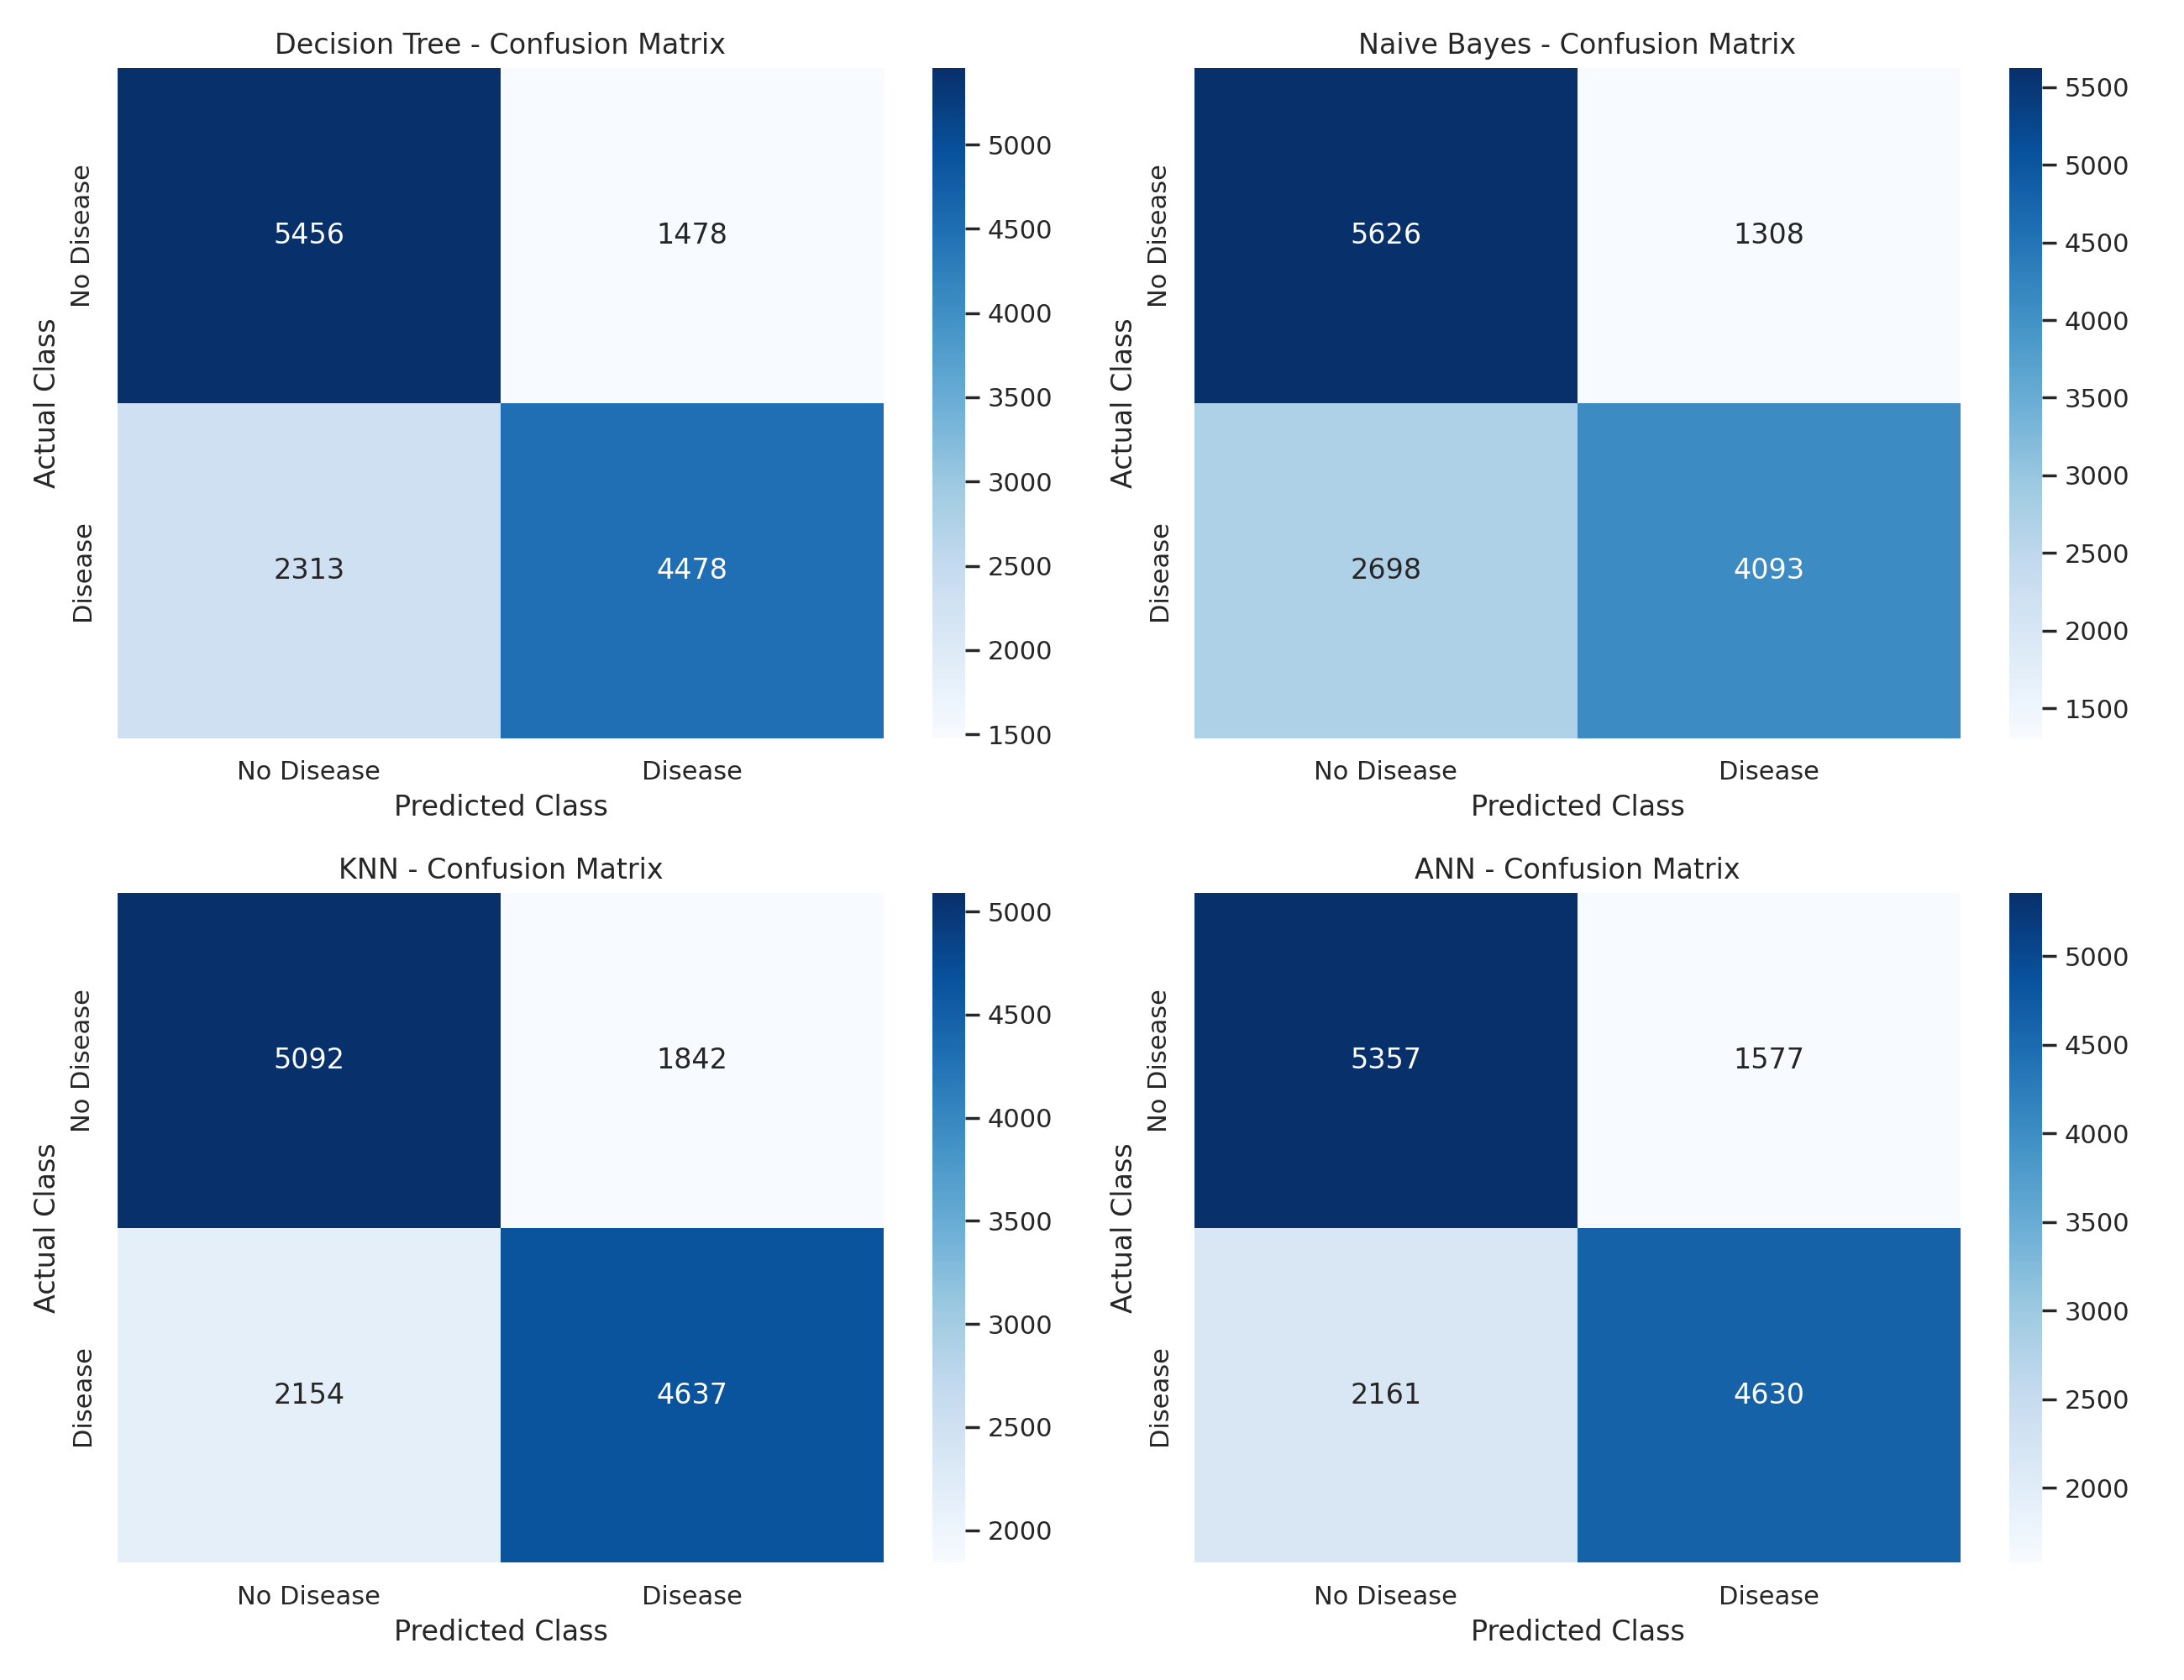 Decision Tree - Confusion Matrix
Actual Class
No Disease
Disease
5456
1478
2313
4478
No Disease
Disease
Predicted Class
5000
4500
4000
3500
3000
2500
2000
1500
Naive Bayes - Confusion Matrix
Actual Class
No Disease
Disease
5626
1308
2698
4093
No Disease
Disease
Predicted Class
5500
5000
4500
4000
3500
3000
2500
2000
1500
KNN - Confusion Matrix
Actual Class
No Disease
Disease
5092
1842
2154
4637
No Disease
Disease
Predicted Class
5000
4500
4000
3500
3000
2500
2000
ANN - Confusion Matrix
Actual Class
No Disease
Disease
5357
1577
2161
4630
No Disease
Disease
Predicted Class
5000
4500
4000
3500
3000
2500
2000